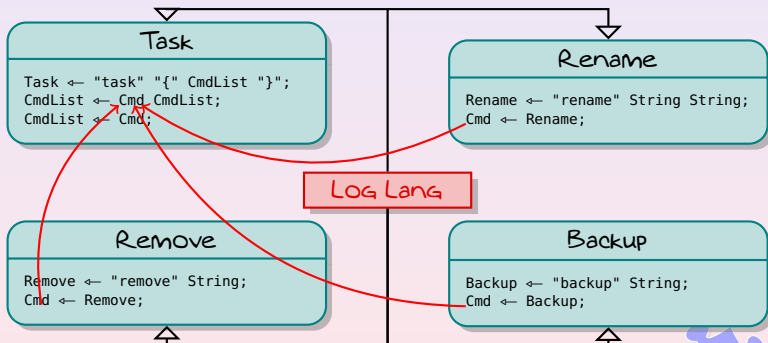 Task
Task ⇽ "task" "{" CmdList "}";
CmdList ⇽ Cmd CmdList;
CmdList ⇽ Cmd;
Rename
Rename ⇽ "rename" String String;
Cmd ⇽ Rename;
Log Lang
Remove
Remove ⇽ "remove" String;
Cmd ⇽ Remove;
Backup
Backup ⇽ "backup" String;
Cmd ⇽ Backup;